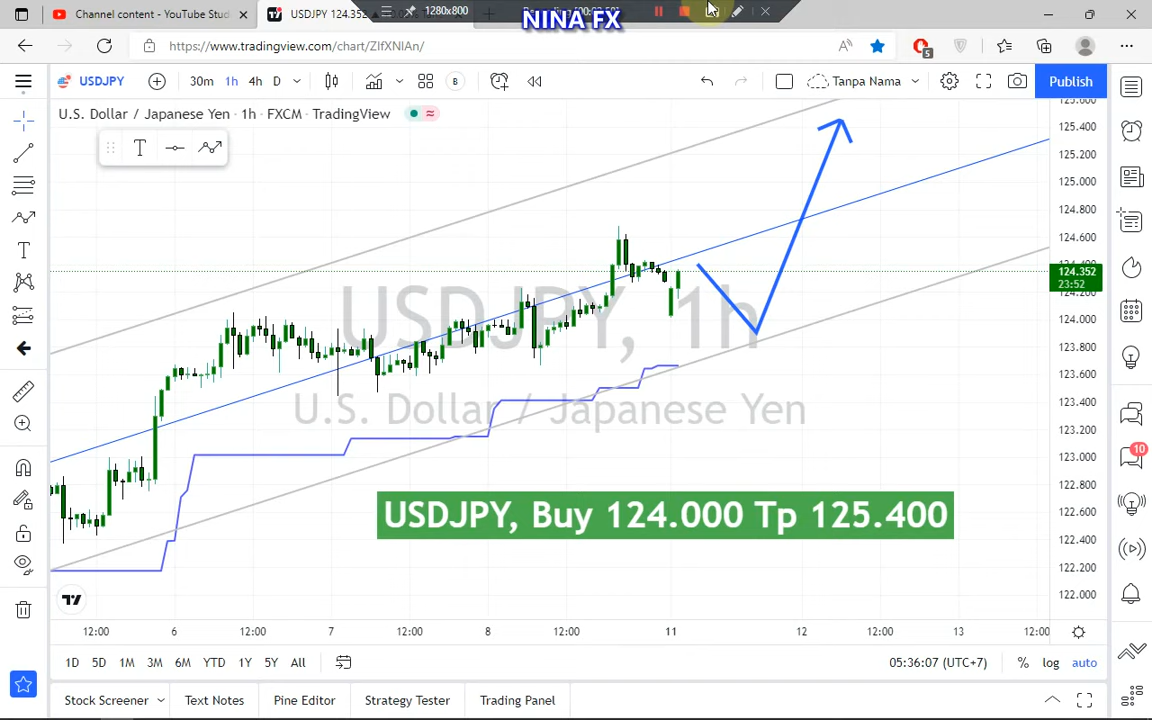 Channel content - YouTube Studi
USDJPY 124.352
1280x800
NINA FX
https://www.tradingview.com/chart/ZIfXNIAn/
5
USDJPY
30m 1h 4h D
B
Tanpa Nama
Publish
U.S. Dollar / Japanese Yen · 1h · FXCM · TradingView
125.600
125.400
125.200
125.000
124.800
124.600
124.352
23:52
124.200
124.000
123.800
123.600
123.400
123.200
123.000
122.800
122.600
122.400
122.200
122.000
USDJPY, 1h
U.S. Dollar / Japanese Yen
USDJPY, Buy 124.000 Tp 125.400
10
12:00 6 12:00 7 12:00 8 12:00 11 12 12:00 13 12:00
1D 5D 1M 3M 6M YTD 1Y 5Y All
05:36:07 (UTC+7) % log auto
Stock Screener Text Notes Pine Editor Strategy Tester Trading Panel